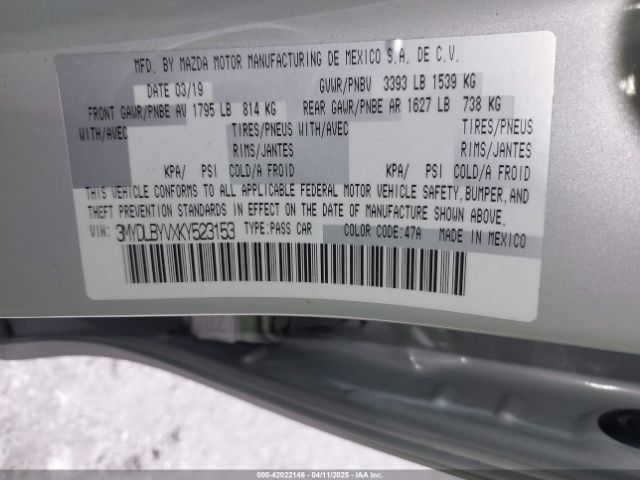 MFD. BY MAZDA MOTOR MANUFACTURING DE MEXICO S.A. DE C.V.
DATE 03/19 GVWR/PNBV 3393 LB 1539 KG
FRONT GAWR/PNBE AV 1795 LB 814 KG REAR GAWR/PNBE AR 1627 LB 738 KG
WITH/AVEC TIRES/PNEUS WITH/AVEC TIRES/PNEUS
RIMS/JANTES RIMS/JANTES
KPA/ PSI COLD/A FROID KPA/ PSI COLD/A FROID
THIS VEHICLE CONFORMS TO ALL APPLICABLE FEDERAL MOTOR VEHICLE SAFETY, BUMPER, AND
THEFT PREVENTION STANDARDS IN EFFECT ON THE DATE OF MANUFACTURE SHOWN ABOVE.
VIN: 3MYDLBYVXKY523153 TYPE:PASS CAR COLOR CODE:47A MADE IN MEXICO
000-42022146 - 04/11/2025 - IAAI.COM